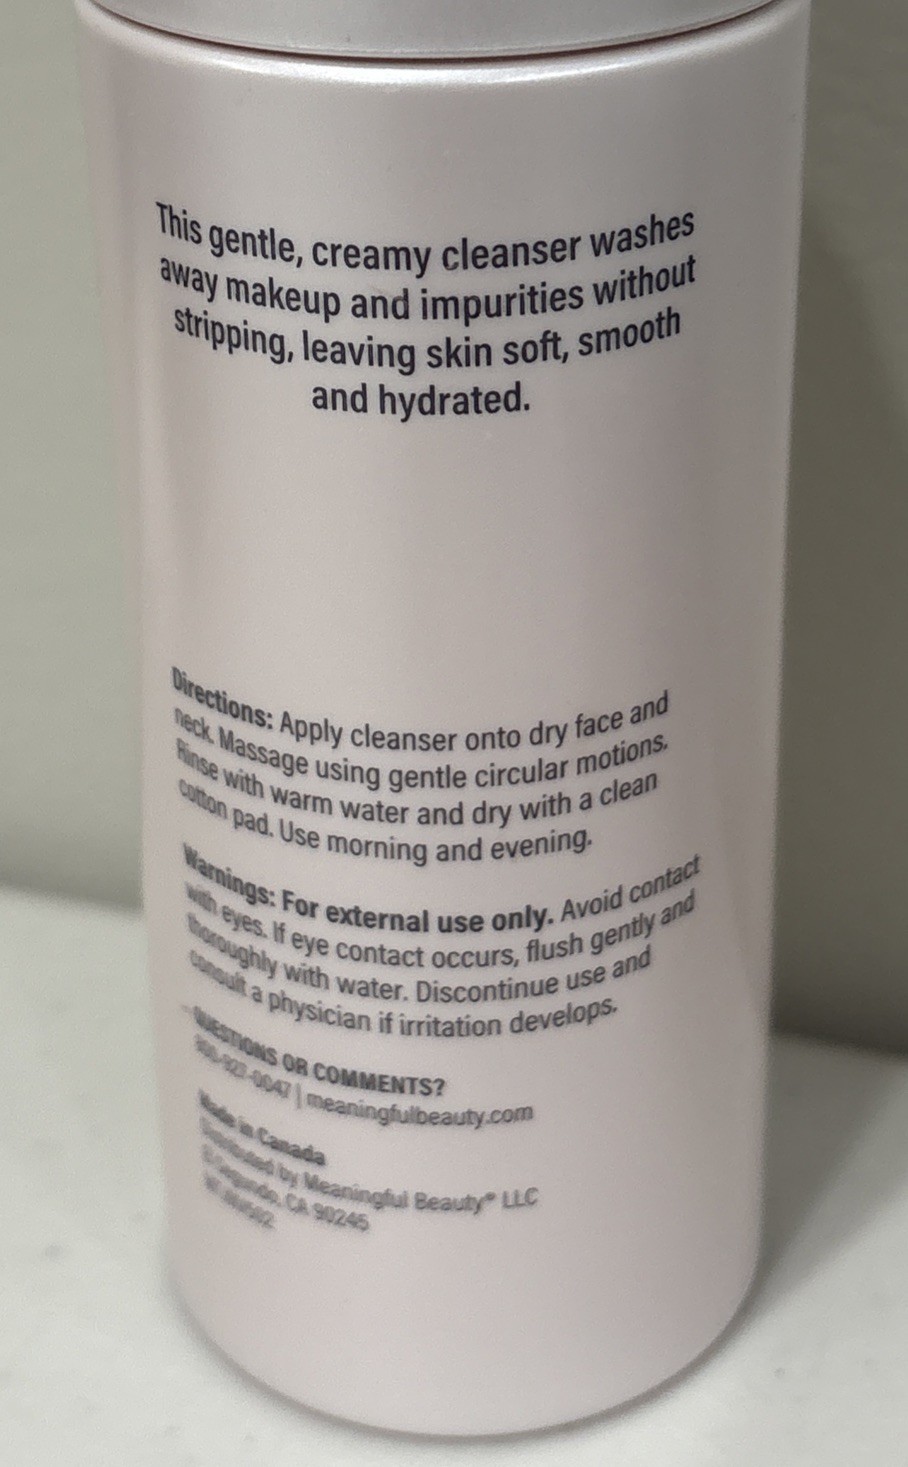 This gentle, creamy cleanser washes
away makeup and impurities without
stripping, leaving skin soft, smooth
and hydrated.
Directions: Apply cleanser onto dry face and
neck. Massage using gentle circular motions.
Rinse with warm water and dry with a clean
cotton pad. Use morning and evening.
Warnings: For external use only. Avoid contact
with eyes. If eye contact occurs, flush gently and
thoroughly with water. Discontinue use and
consult a physician if irritation develops.
QUESTIONS OR COMMENTS?
| meaningfulbeauty.com
Made in Canada
Distributed by Meaningful Beauty® LLC
El Segundo, CA 90245